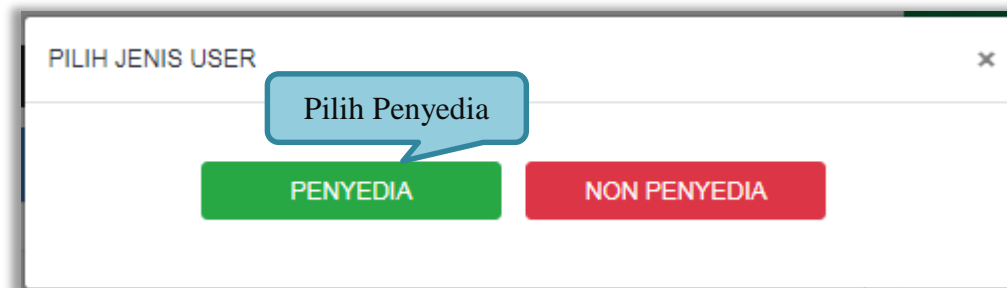 PILIH JENIS USER ×
Pilih Penyedia
PENYEDIA NON PENYEDIA